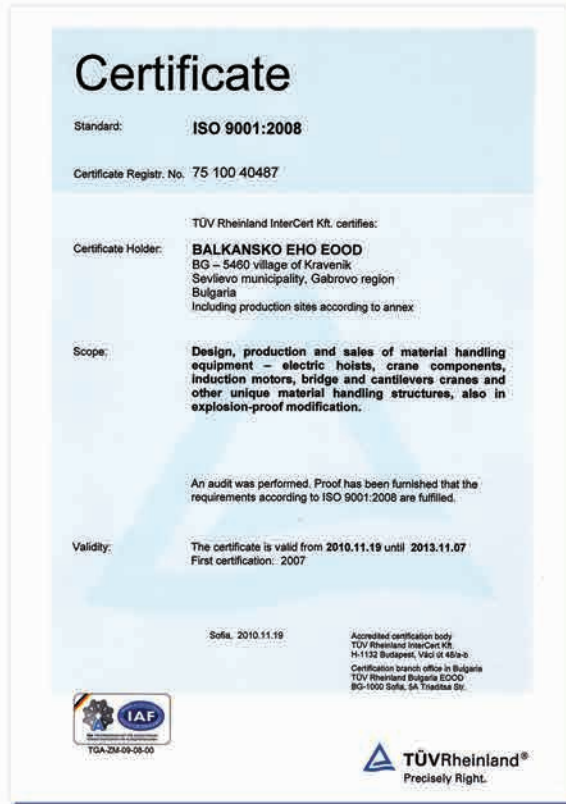 Certificate
Standard: ISO 9001:2008
Certificate Registr. No. 75 100 40487
TÜV Rheinland InterCert Kft. certifies:
Certificate Holder: BALKANSKO EHO EOOD
BG – 5460 village of Kravenik
Sevlievo municipality, Gabrovo region
Bulgaria
Including production sites according to annex
Scope: Design, production and sales of material handling
equipment – electric hoists, crane components,
induction motors, bridge and cantilevers cranes and
other unique material handling structures, also in
explosion-proof modification.
An audit was performed. Proof has been furnished that the
requirements according to ISO 9001:2008 are fulfilled.
Validity: The certificate is valid from 2010.11.19 until 2013.11.07
First certification: 2007
Sofia, 2010.11.19
Accredited certification body
TÜV Rheinland InterCert Kft.
H-1132 Budapest, Váci út 48/a-b
Certification branch office in Bulgaria
TÜV Rheinland Bulgaria EOOD
BG-1000 Sofia, 5A Triaditsa Str.
IAF
TGA-ZM-09-08-00
TÜVRheinland®
Precisely Right.